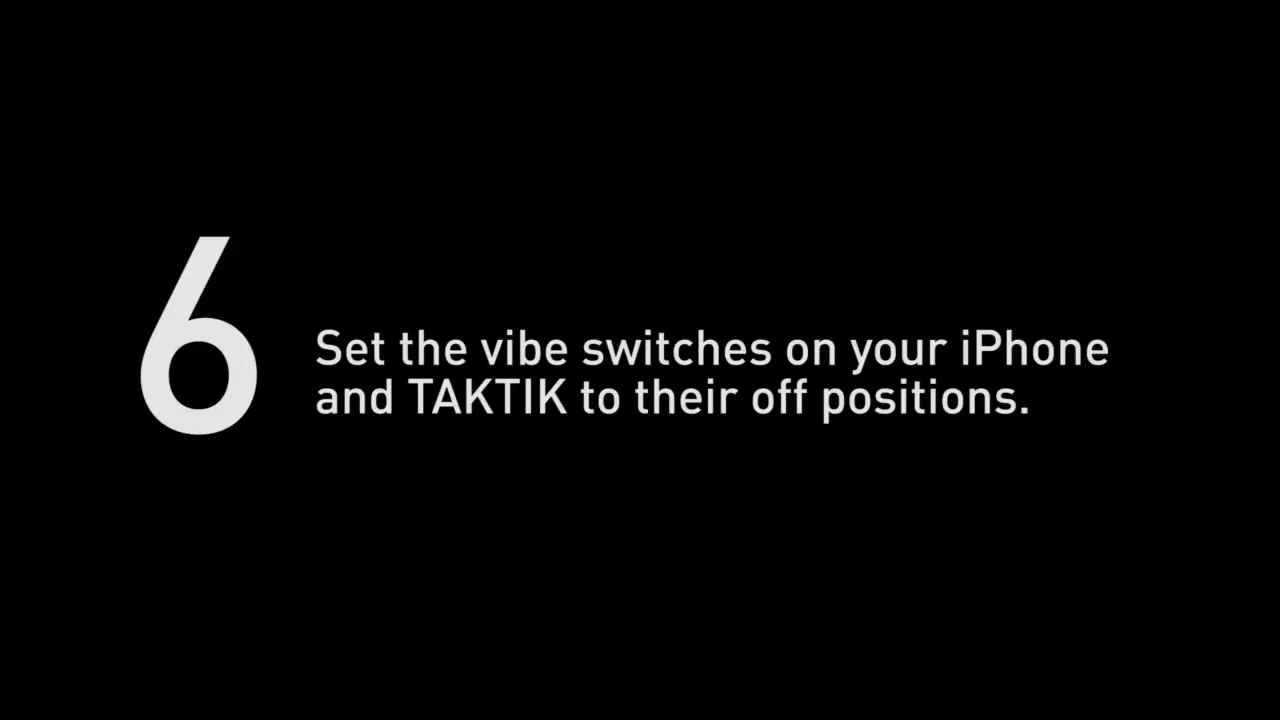 6
Set the vibe switches on your iPhone
and TAKTIK to their off positions.